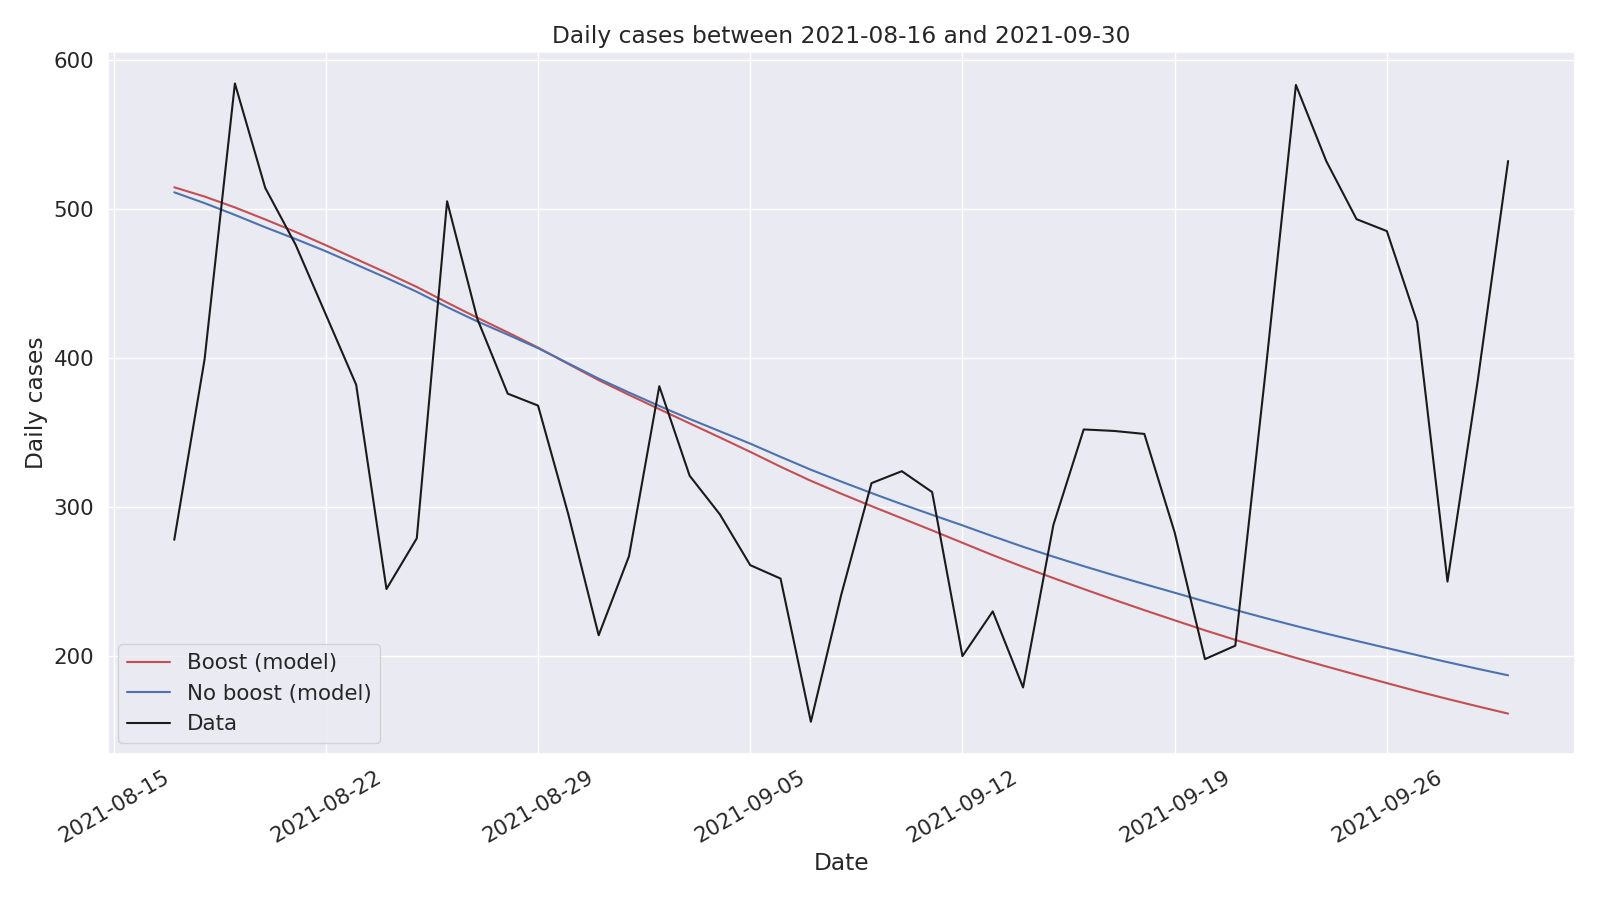 Daily cases between 2021-08-16 and 2021-09-30
600
500
400
300
200
Daily cases
Boost (model)
No boost (model)
Data
2021-08-15
2021-08-22
2021-08-29
2021-09-05
2021-09-12
2021-09-19
2021-09-26
Date